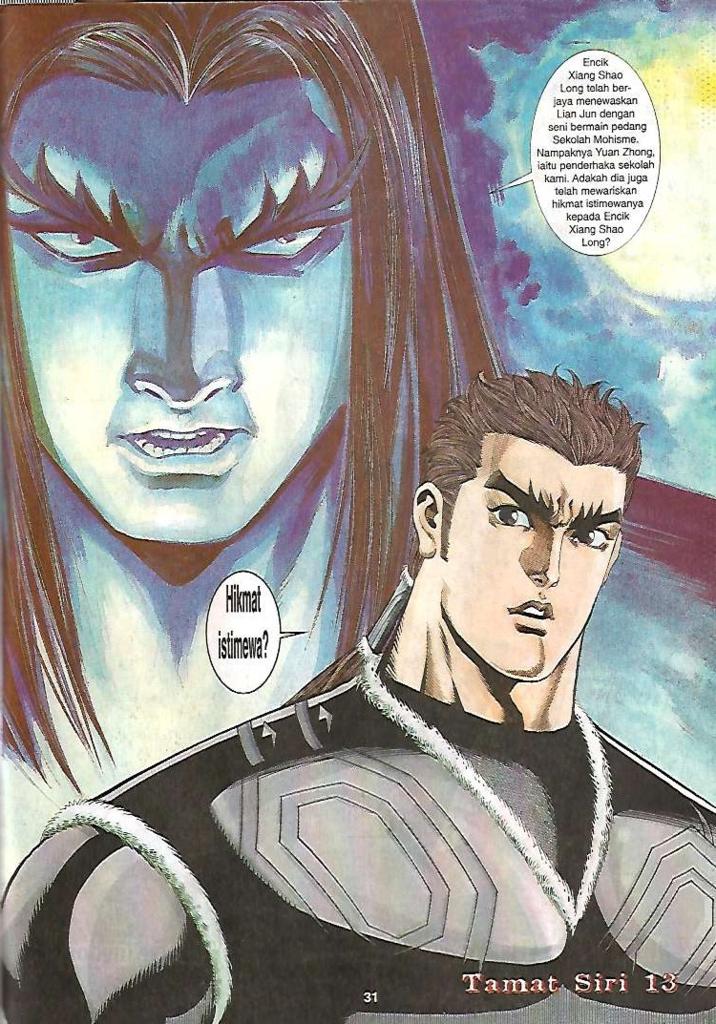 Encik
Xiang Shao
Long telah ber-
jaya menewaskan
Lian Jun dengan
seni bermain pedang
Sekolah Mohisme.
Nampaknya Yuan Zhong,
iaitu penderhaka sekolah
kami. Adakah dia juga
telah mewariskan
hikmat istimewanya
kepada Encik
Xiang Shao
Long?
Hikmat
istimewa?
Tamat Siri 13
31